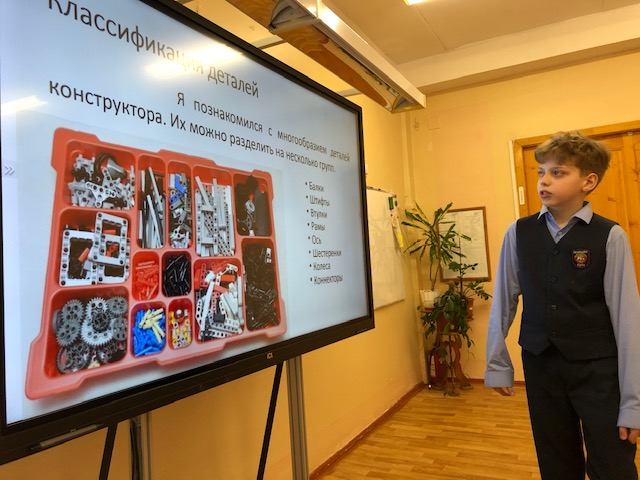 Классификация деталей
Я познакомился с многообразием деталей
конструктора. Их можно разделить на несколько групп.
• Балки
• Штифты
• Втулки
• Рамы
• Ось
• Шестеренки
• Колеса
• Коннекторы